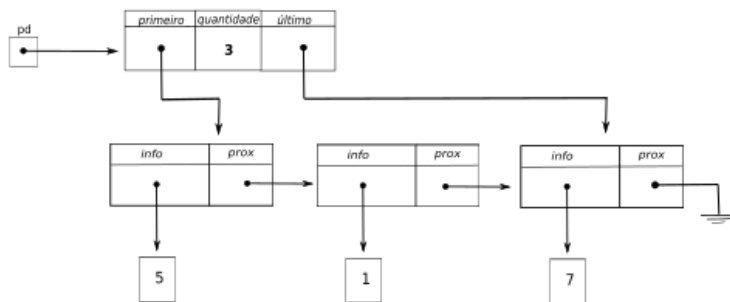 pd
primeiro quantidade último
3
info prox
info prox
info prox
5
1
7